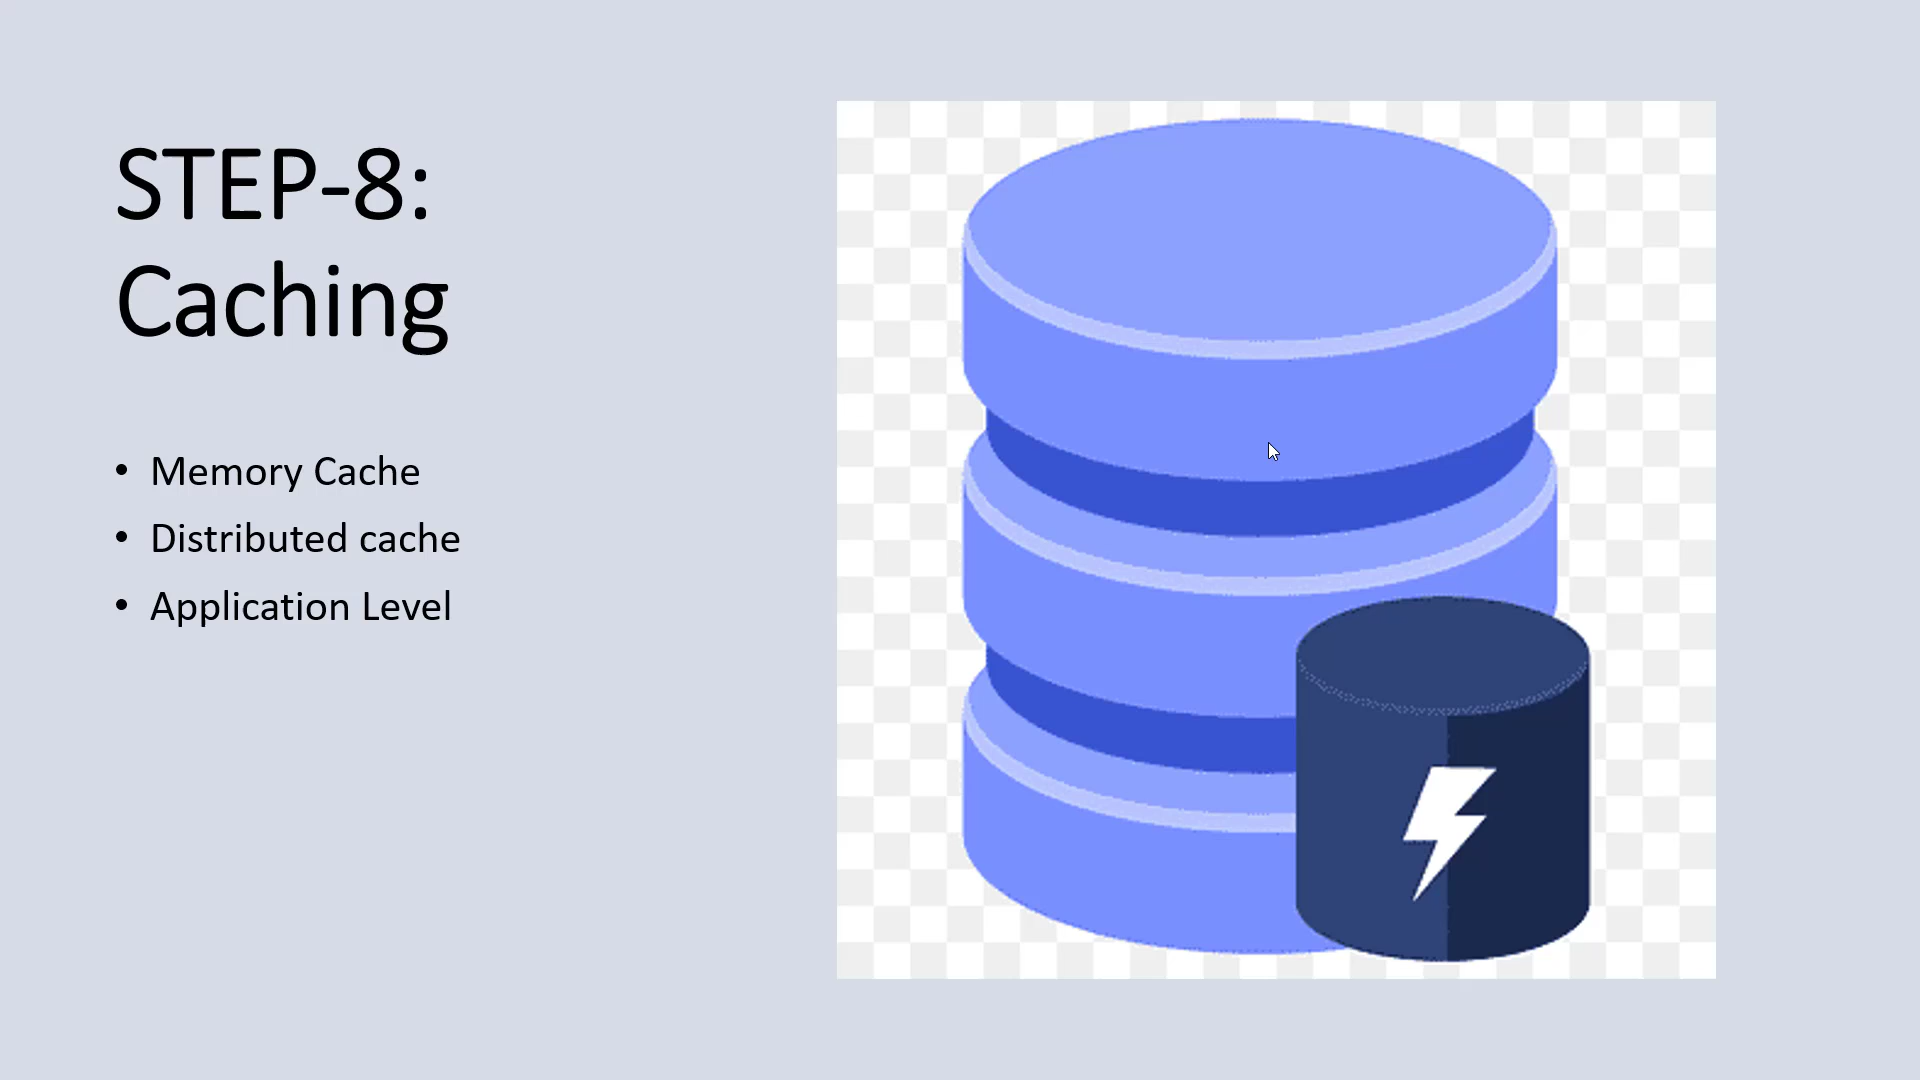 STEP-8:
Caching
• Memory Cache
• Distributed cache
• Application Level